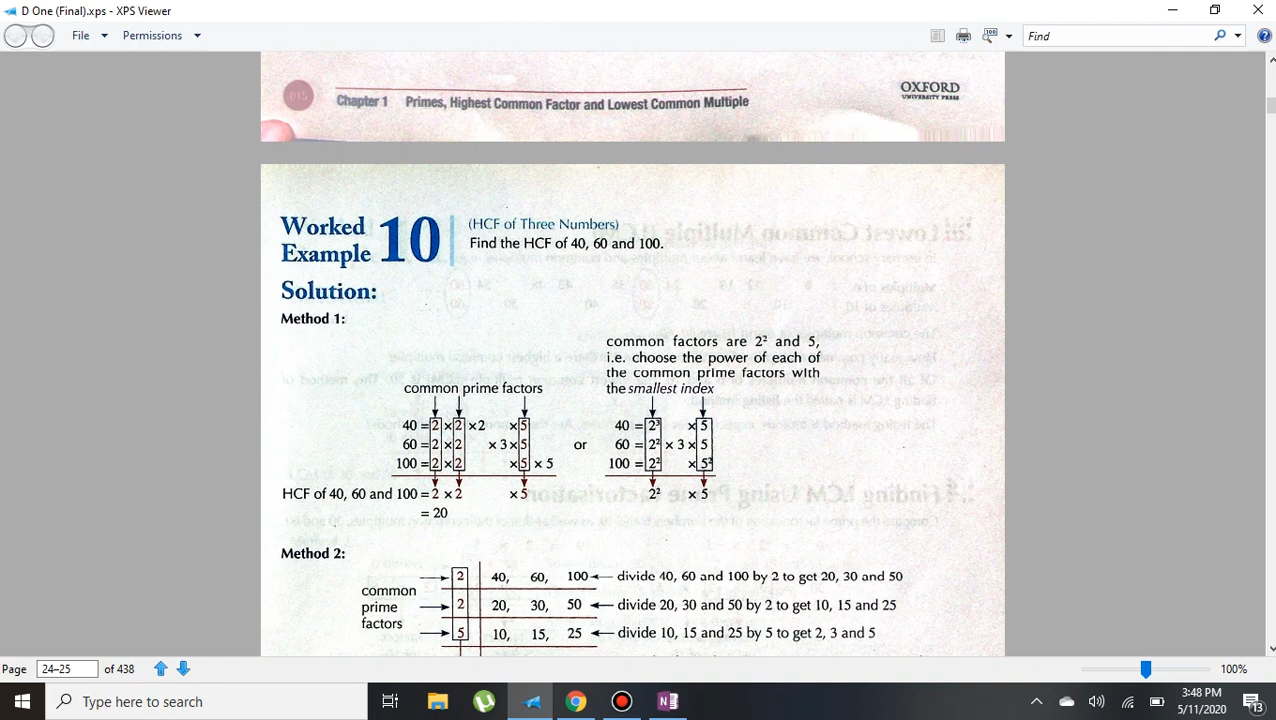 D One (Final).xps - XPS Viewer
File Permissions Find
015 Chapter 1 Primes, Highest Common Factor and Lowest Common Multiple
OXFORD
UNIVERSITY PRESS
Worked
Example 10
(HCF of Three Numbers)
Find the HCF of 40, 60 and 100.
Solution:
Method 1:
common factors are 2² and 5,
i.e. choose the power of each of
the common prime factors with
the smallest index
common prime factors
40 = 2 × 2 × 2 × 5
60 = 2 × 2 × 3 × 5
100 = 2 × 2 × 5 × 5
HCF of 40, 60 and 100 = 2 × 2 × 5
= 20
or
40 = 2³ × 5
60 = 2² × 3 × 5
100 = 2² × 5²
2² × 5
Method 2:
common
prime
factors
2 40, 60, 100 divide 40, 60 and 100 by 2 to get 20, 30 and 50
2 20, 30, 50 divide 20, 30 and 50 by 2 to get 10, 15 and 25
5 10, 15, 25 divide 10, 15 and 25 by 5 to get 2, 3 and 5
Page 24–25 of 438 100%
Type here to search
3:48 PM
5/11/2020
13